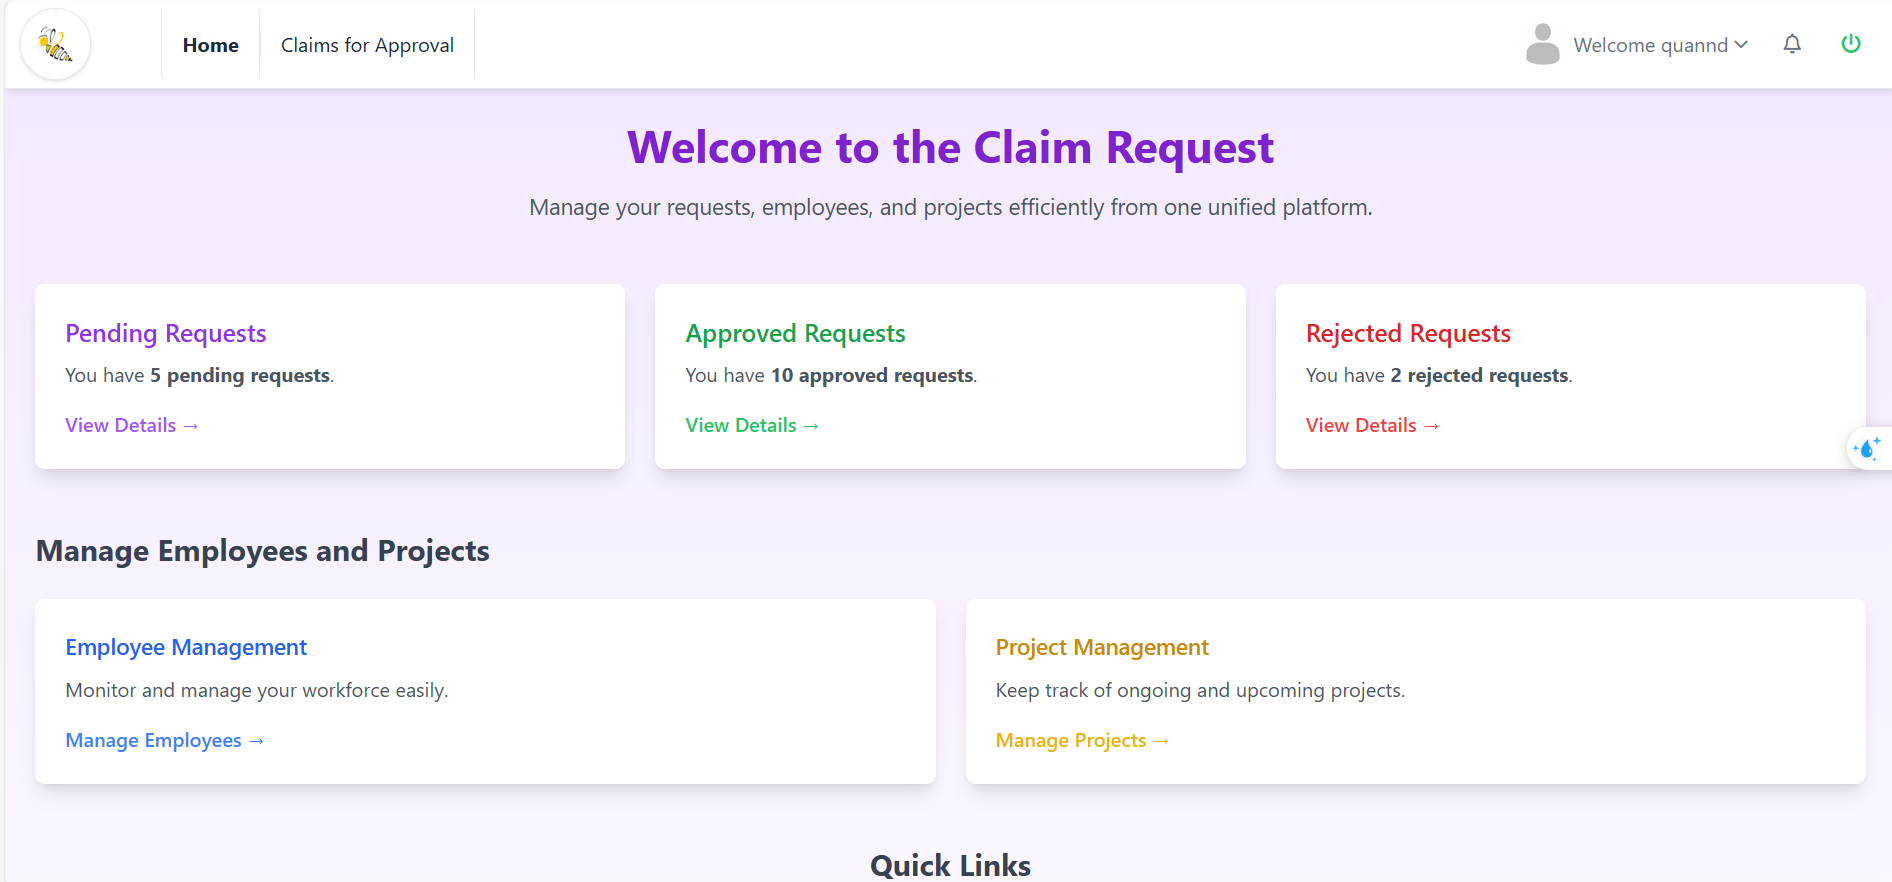 Home
Claims for Approval
Welcome quannd
Welcome to the Claim Request
Manage your requests, employees, and projects efficiently from one unified platform.
Pending Requests
You have 5 pending requests.
View Details →
Approved Requests
You have 10 approved requests.
View Details →
Rejected Requests
You have 2 rejected requests.
View Details →
Manage Employees and Projects
Employee Management
Monitor and manage your workforce easily.
Manage Employees →
Project Management
Keep track of ongoing and upcoming projects.
Manage Projects →
Quick Links